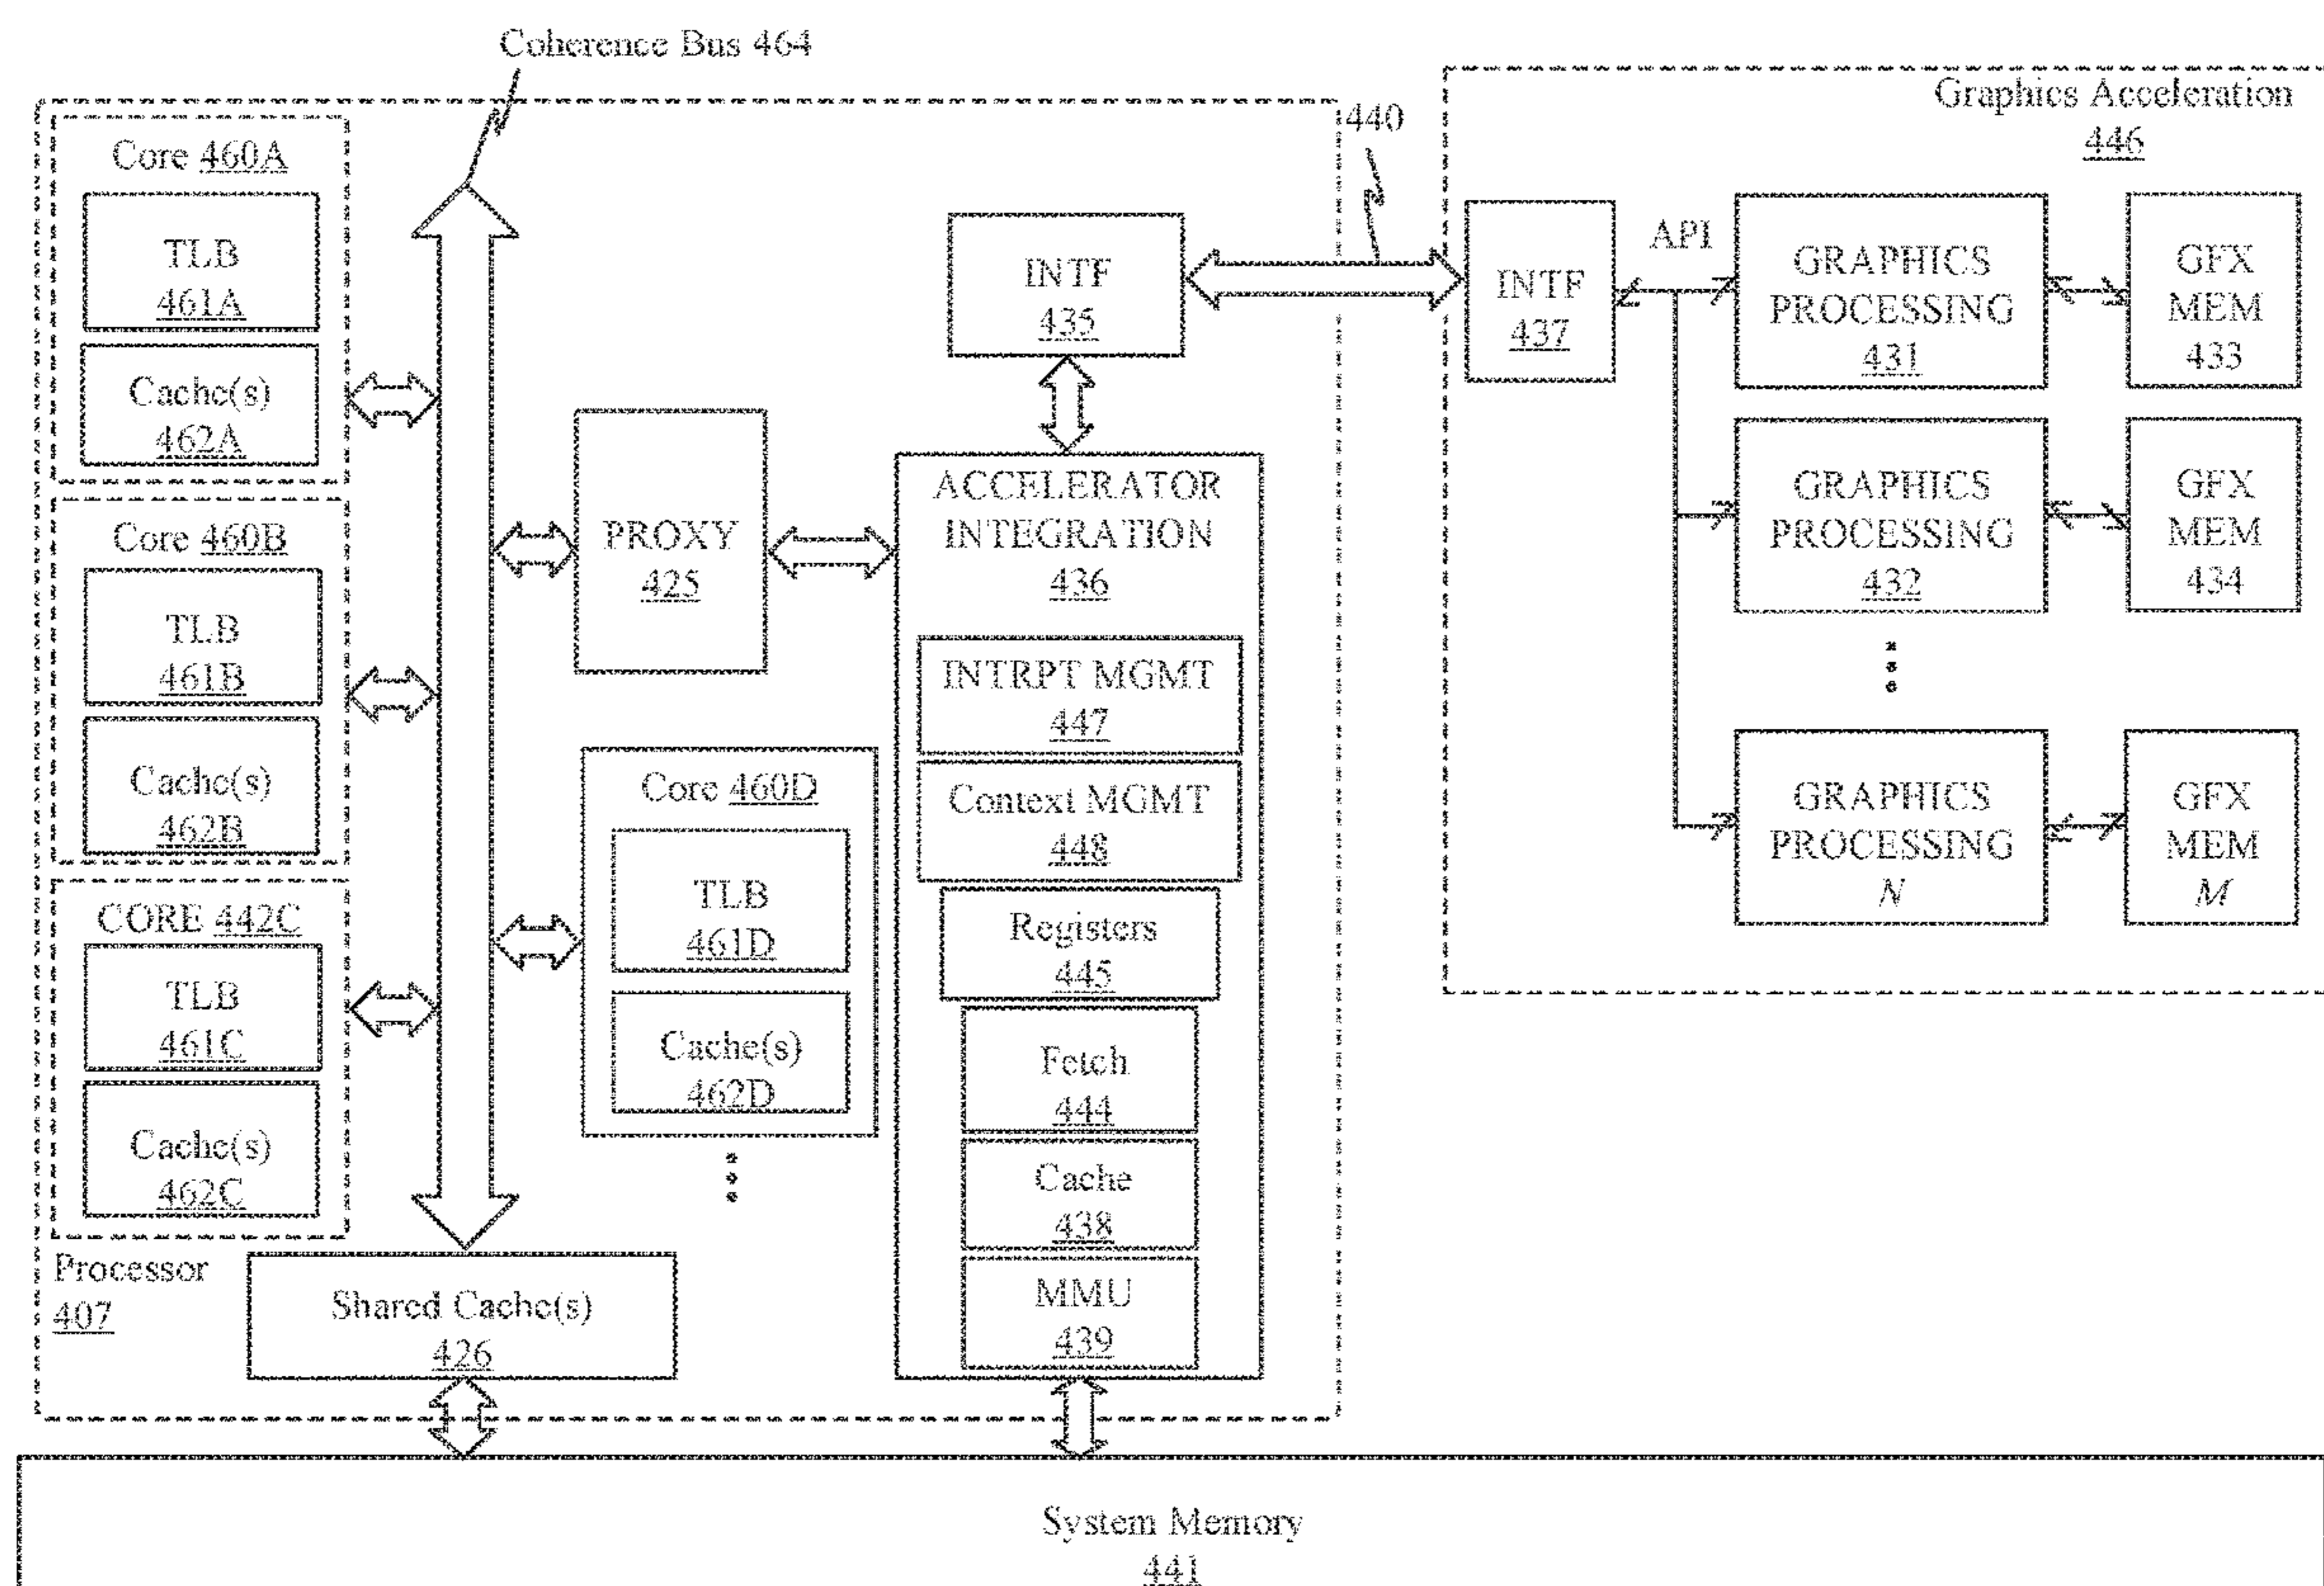 Coherence Bus 464
Core 460A
TLB
461A
Cache(s)
462A
Core 460B
TLB
461B
Cache(s)
462B
CORE 442C
TLB
461C
Cache(s)
462C
Processor
407
Shared Cache(s)
426
PROXY
425
Core 460D
TLB
461D
Cache(s)
462D
INTF
435
ACCELERATOR
INTEGRATION
436
INTRPT MGMT
447
Context MGMT
448
Registers
445
Fetch
444
Cache
438
MMU
439
440
Graphics Acceleration
446
INTF
437
API
GRAPHICS
PROCESSING
431
GFX
MEM
433
GRAPHICS
PROCESSING
432
GFX
MEM
434
GRAPHICS
PROCESSING
N
GFX
MEM
M
System Memory
441